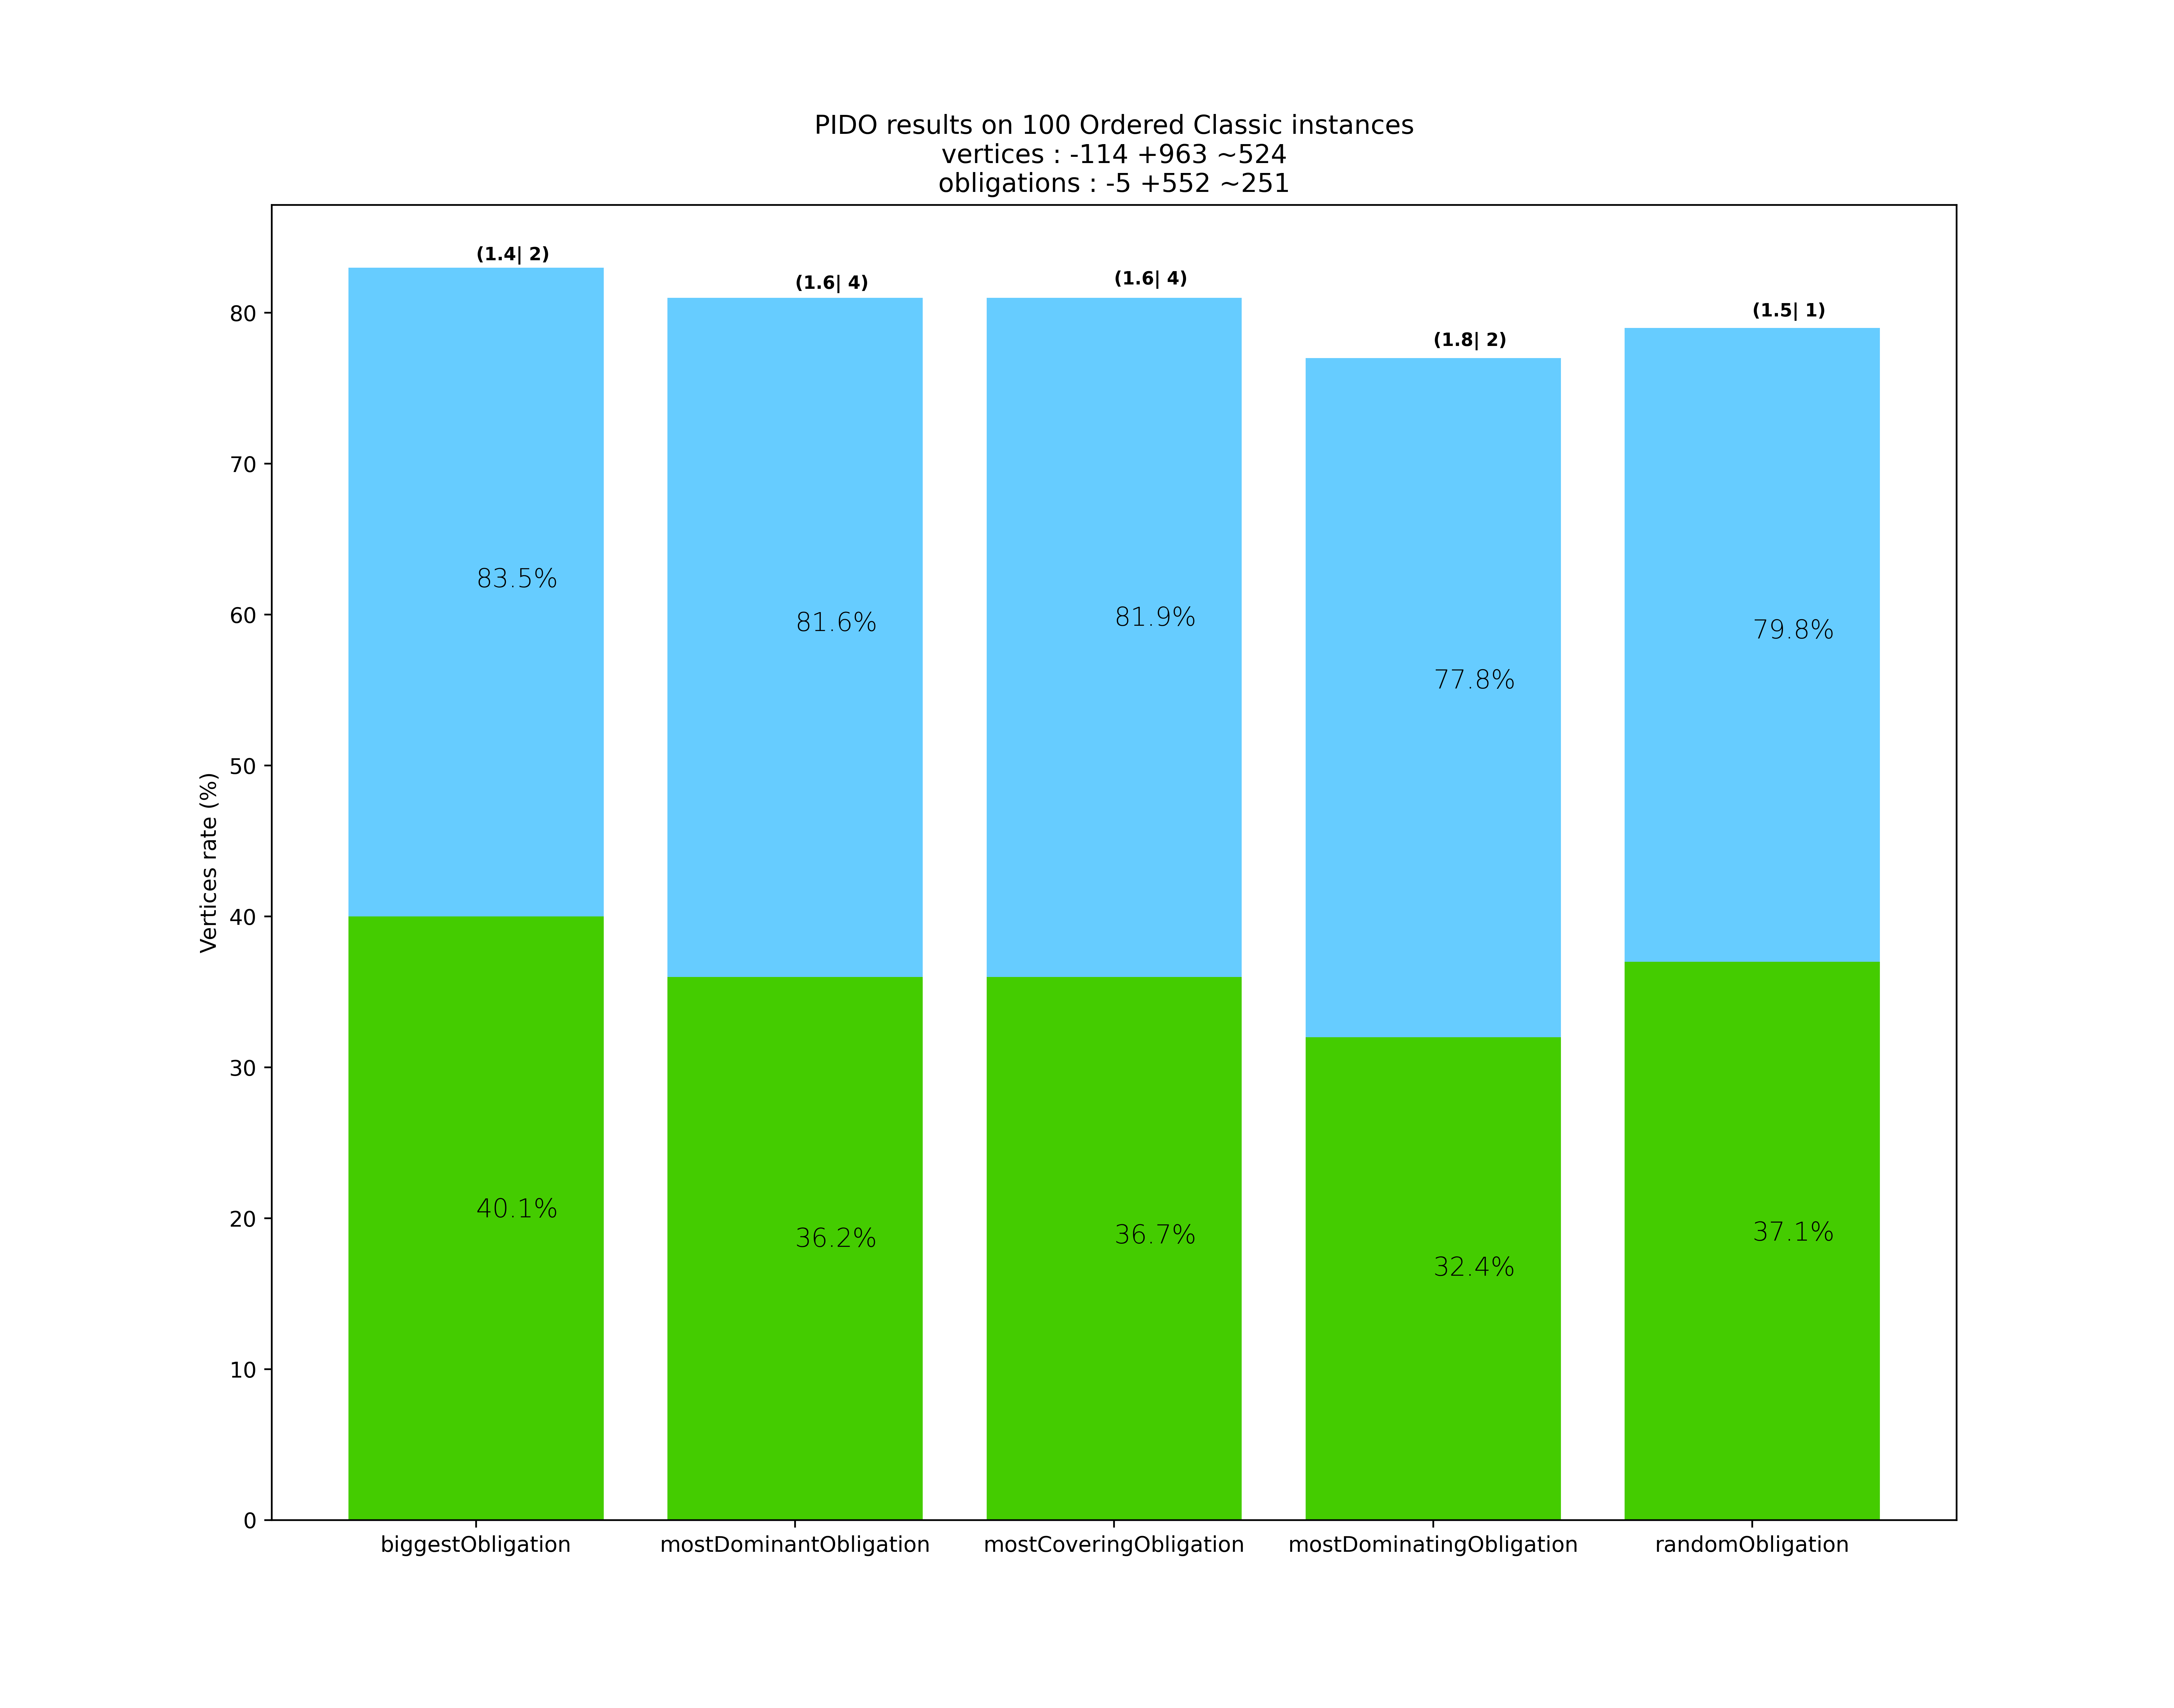 PIDO results on 100 Ordered Classic instances
vertices : -114 +963 ~524
obligations : -5 +552 ~251
(1.4| 2)
(1.6| 4)
(1.6| 4)
(1.8| 2)
(1.5| 1)
83.5%
81.6%
81.9%
77.8%
79.8%
40.1%
36.2%
36.7%
32.4%
37.1%
Vertices rate (%)
80
70
60
50
40
30
20
10
0
biggestObligation
mostDominantObligation
mostCoveringObligation
mostDominatingObligation
randomObligation